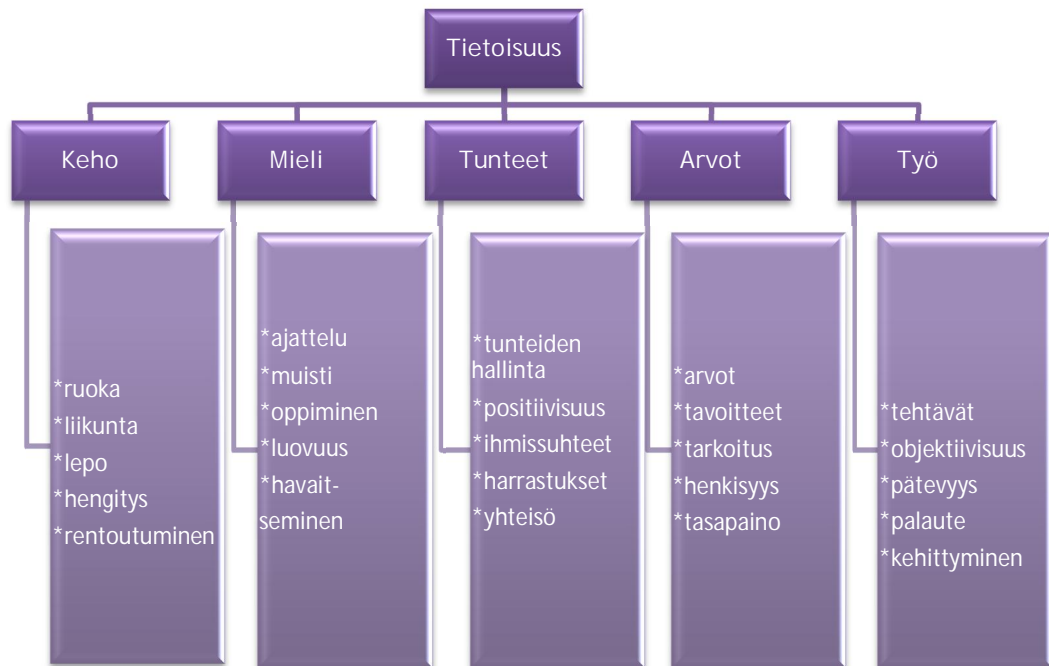 Tietoisuus
Keho
Mieli
Tunteet
Arvot
Työ
*ruoka
*liikunta
*lepo
*hengitys
*rentoutuminen
*ajattelu
*muisti
*oppiminen
*luovuus
*havait-
seminen
*tunteiden
hallinta
*positiivisuus
*ihmissuhteet
*harrastukset
*yhteisö
*arvot
*tavoitteet
*tarkoitus
*henkisyys
*tasapaino
*tehtävät
*objektiivisuus
*pätevyys
*palaute
*kehittyminen